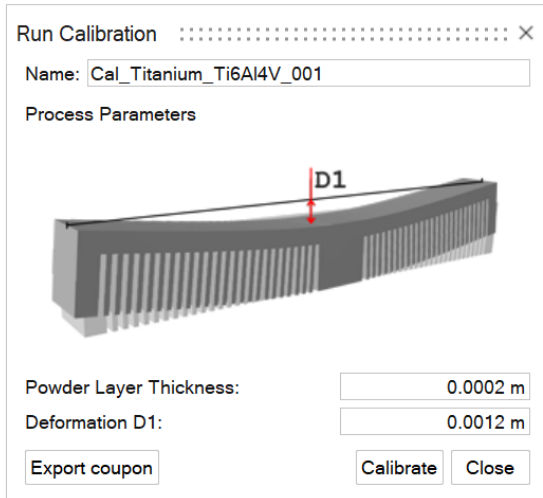 Run Calibration
Name: Cal_Titanium_Ti6Al4V_001
Process Parameters
D1
Powder Layer Thickness: 0.0002 m
Deformation D1: 0.0012 m
Export coupon Calibrate Close